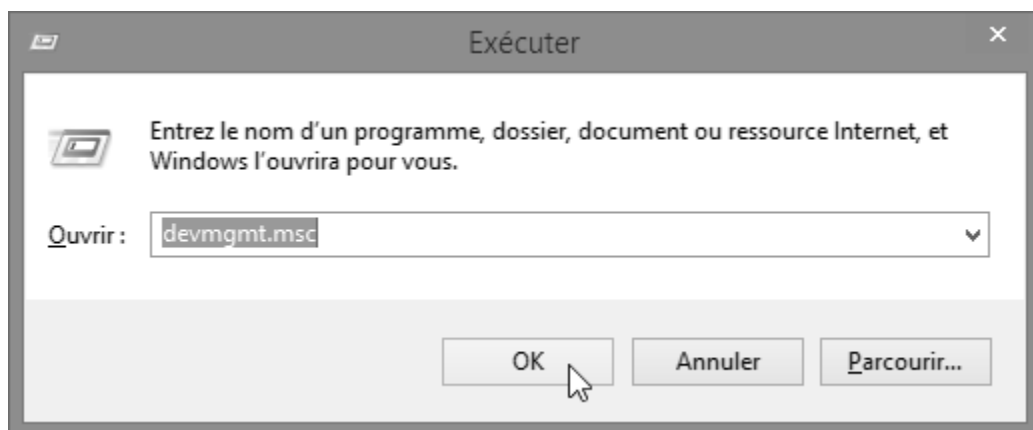 Exécuter
Entrez le nom d'un programme, dossier, document ou ressource Internet, et
Windows l'ouvrira pour vous.
Ouvrir : devmgmt.msc
OK Annuler Parcourir...